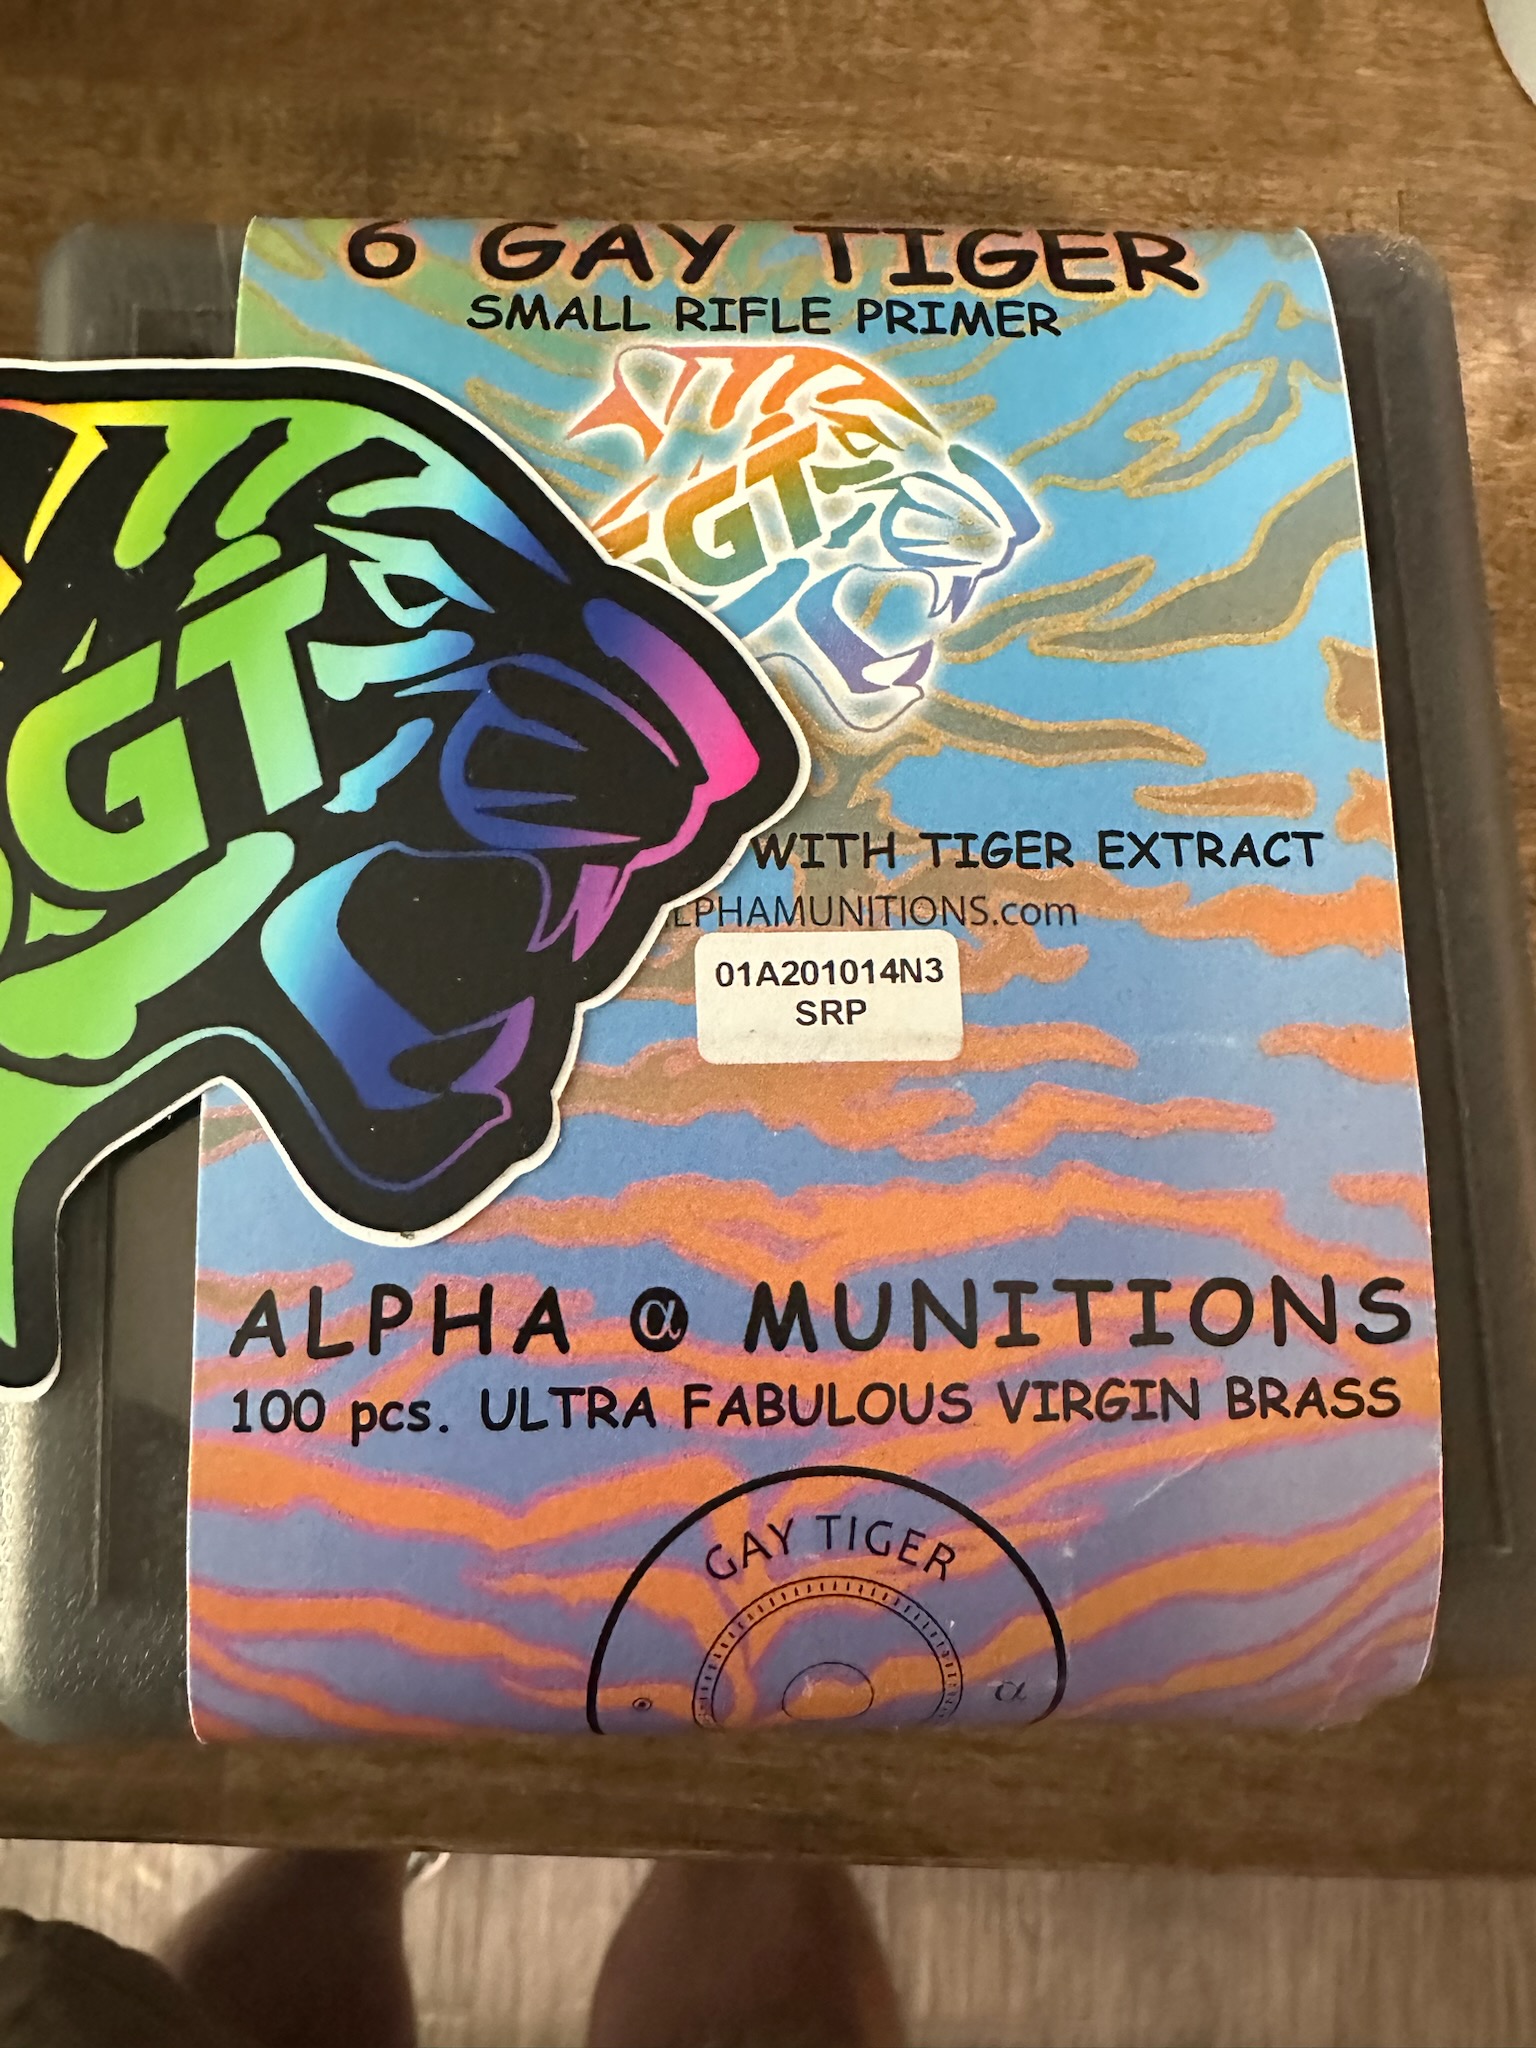 6 GAY TIGER
SMALL RIFLE PRIMER
GT
GT
WITH TIGER EXTRACT
LPHAMUNITIONS.com
01A201014N3
SRP
ALPHA α MUNITIONS
100 pcs. ULTRA FABULOUS VIRGIN BRASS
GAY TIGER
α